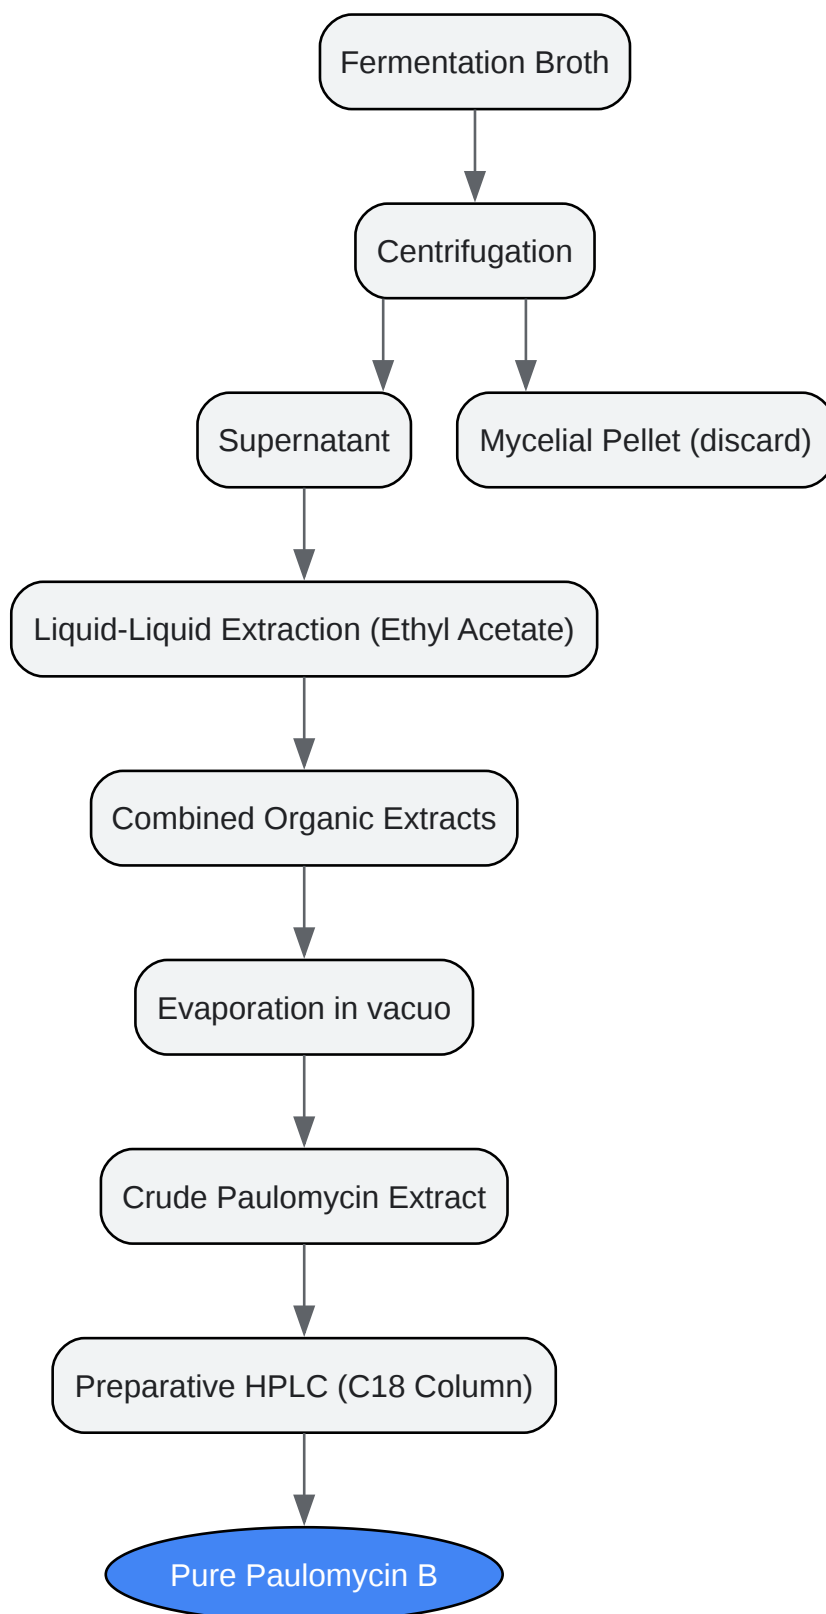 Fermentation Broth
Centrifugation
Supernatant
Mycelial Pellet (discard)
Liquid-Liquid Extraction (Ethyl Acetate)
Combined Organic Extracts
Evaporation in vacuo
Crude Paulomycin Extract
Preparative HPLC (C18 Column)
Pure Paulomycin B